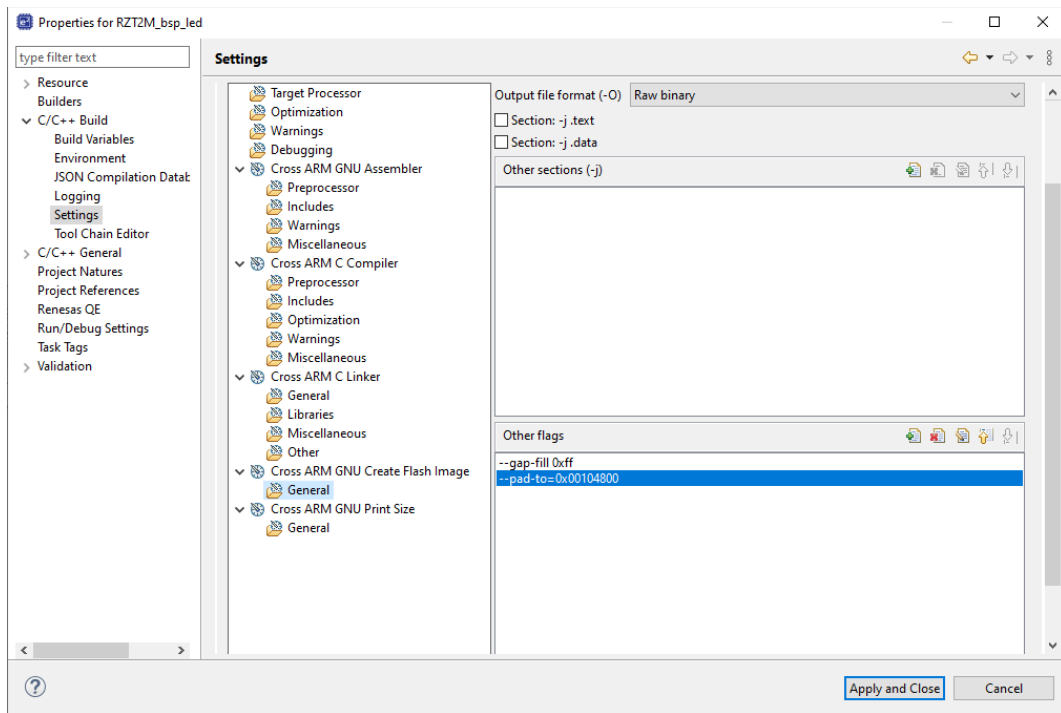 Properties for RZT2M_bsp_led
type filter text
Settings
Resource
Builders
C/C++ Build
Build Variables
Environment
JSON Compilation Datab
Logging
Settings
Tool Chain Editor
C/C++ General
Project Natures
Project References
Renesas QE
Run/Debug Settings
Task Tags
Validation
Target Processor
Optimization
Warnings
Debugging
Cross ARM GNU Assembler
Preprocessor
Includes
Warnings
Miscellaneous
Cross ARM C Compiler
Preprocessor
Includes
Optimization
Warnings
Miscellaneous
Cross ARM C Linker
General
Libraries
Miscellaneous
Other
Cross ARM GNU Create Flash Image
General
Cross ARM GNU Print Size
General
Output file format (-O) Raw binary
Section: -j .text
Section: -j .data
Other sections (-j)
Other flags
--gap-fill 0xff
--pad-to=0x00104800
Apply and Close
Cancel